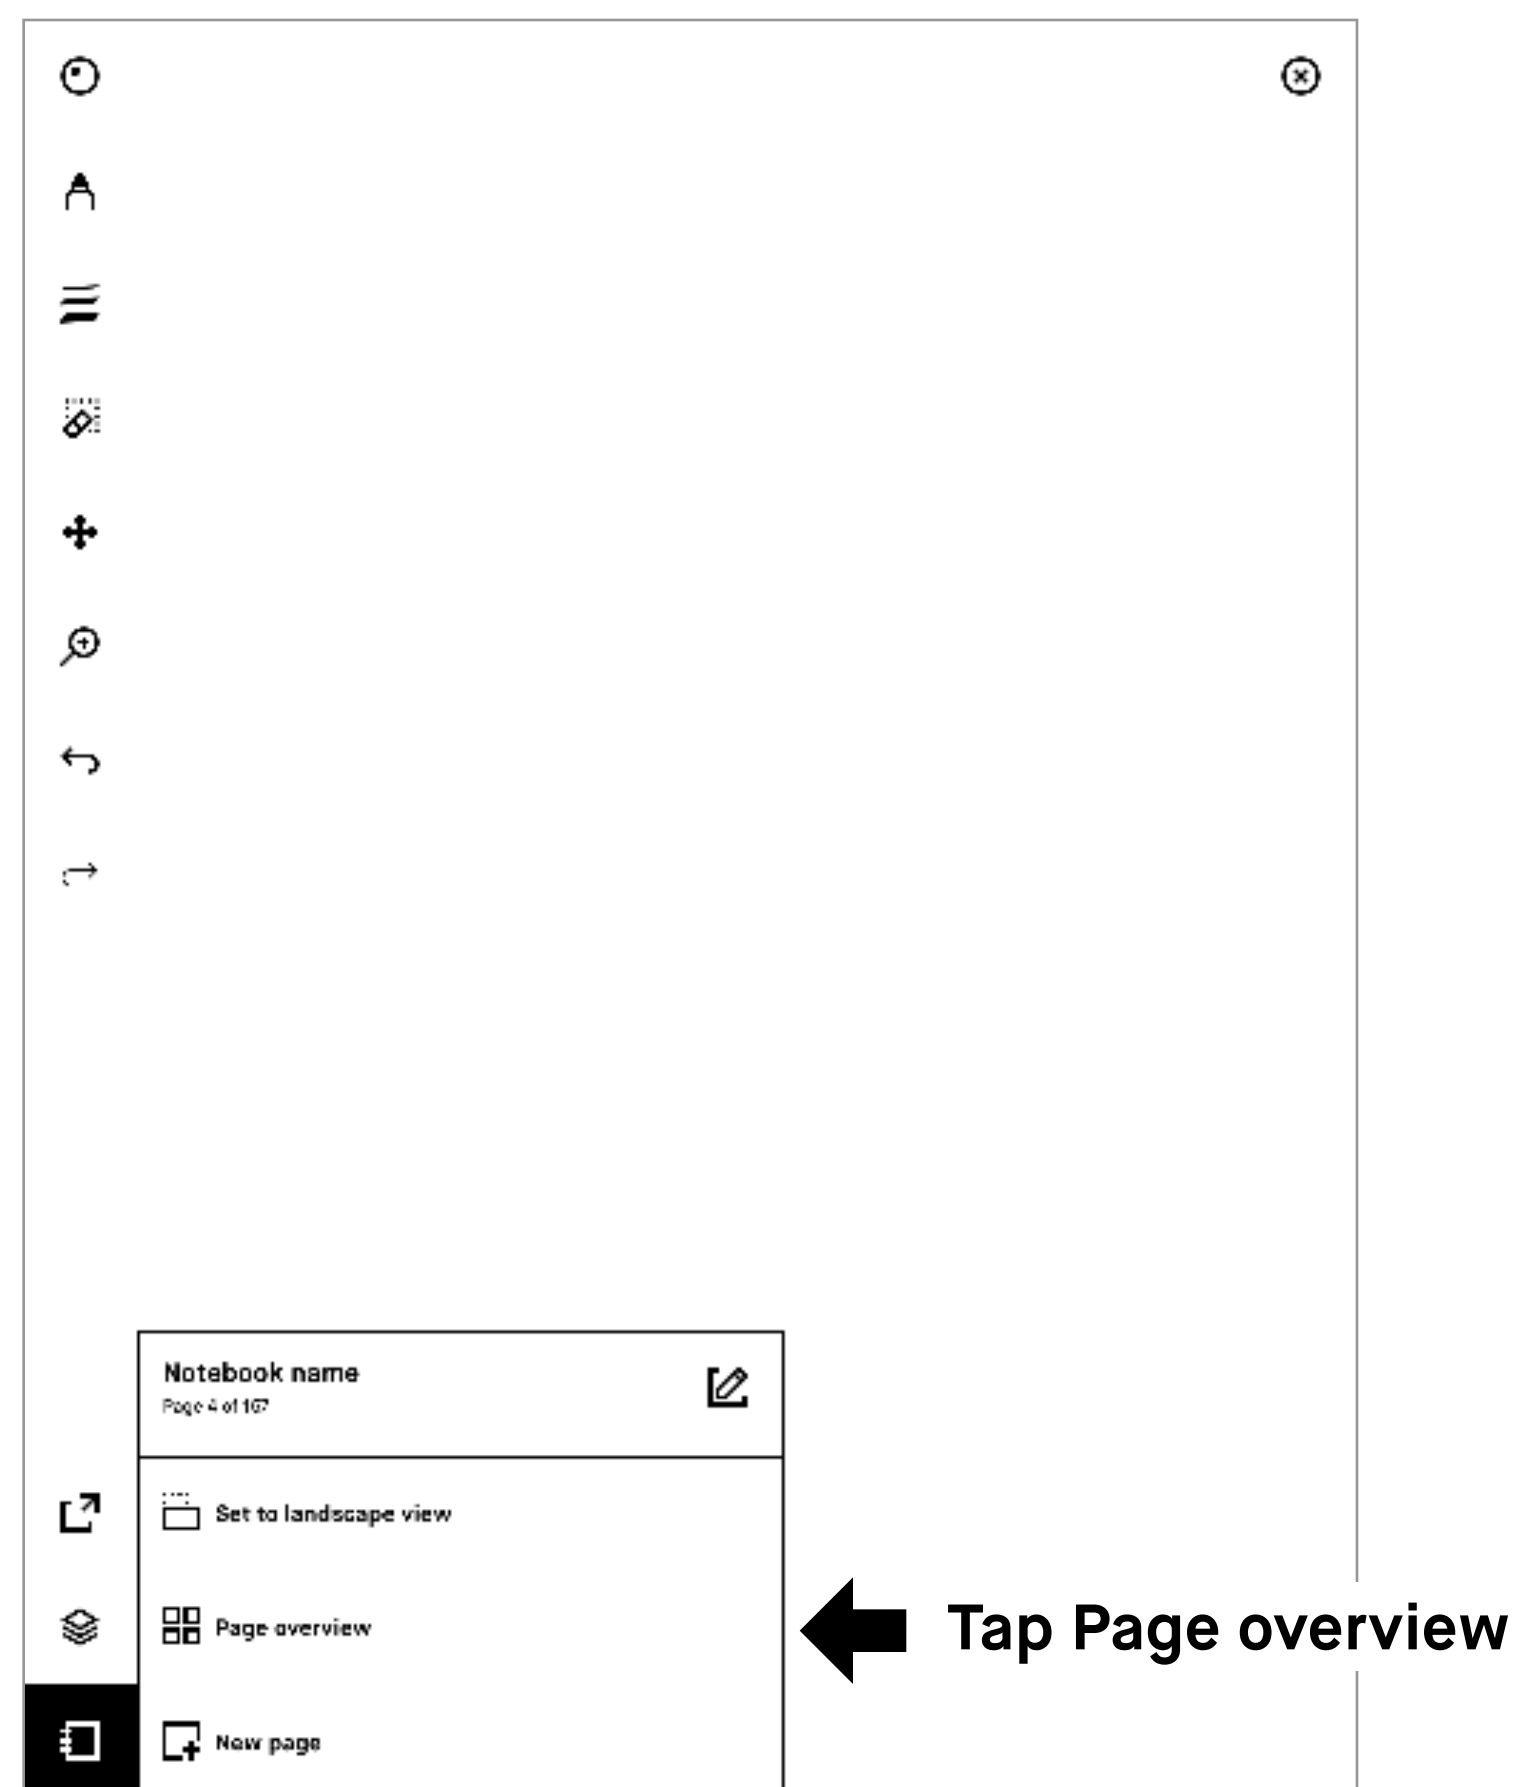 Notebook name
Page 4 of 167
Set to landscape view
Page overview
Tap Page overview
New page